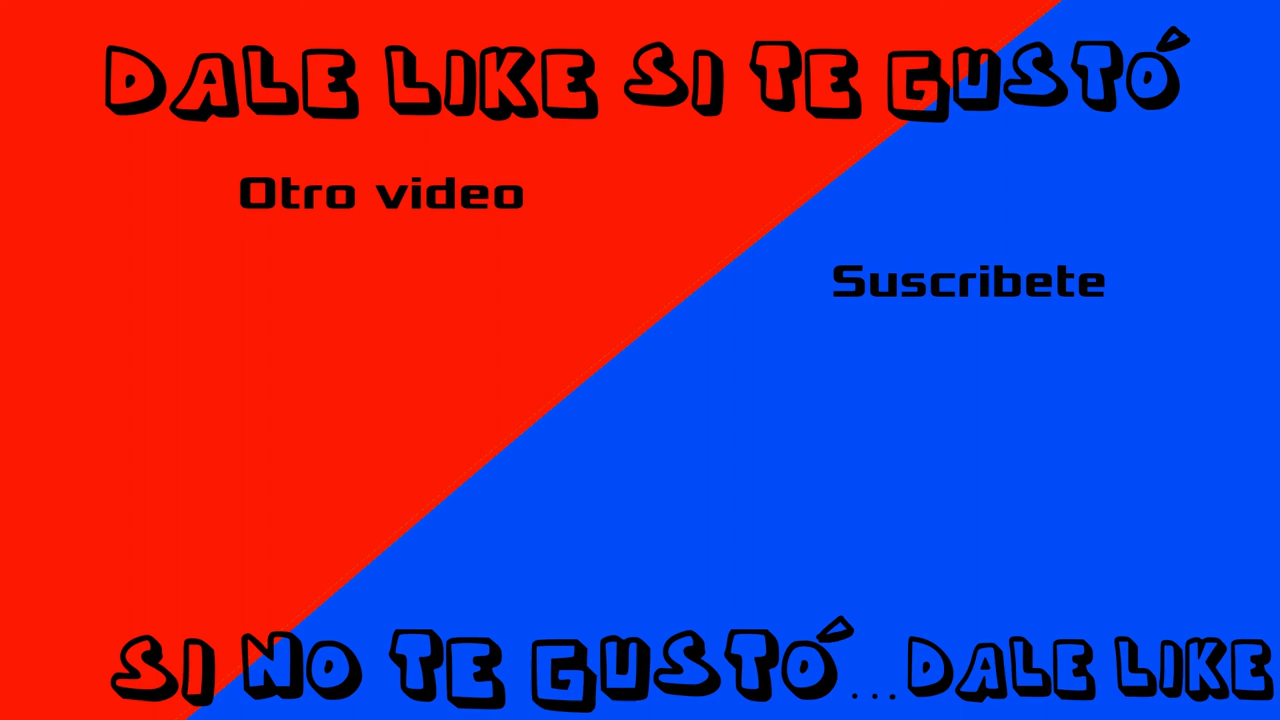 DALE LIKE SI TE GUSTÓ
Otro video
Suscribete
SI NO TE GUSTÓ...DALE LIKE